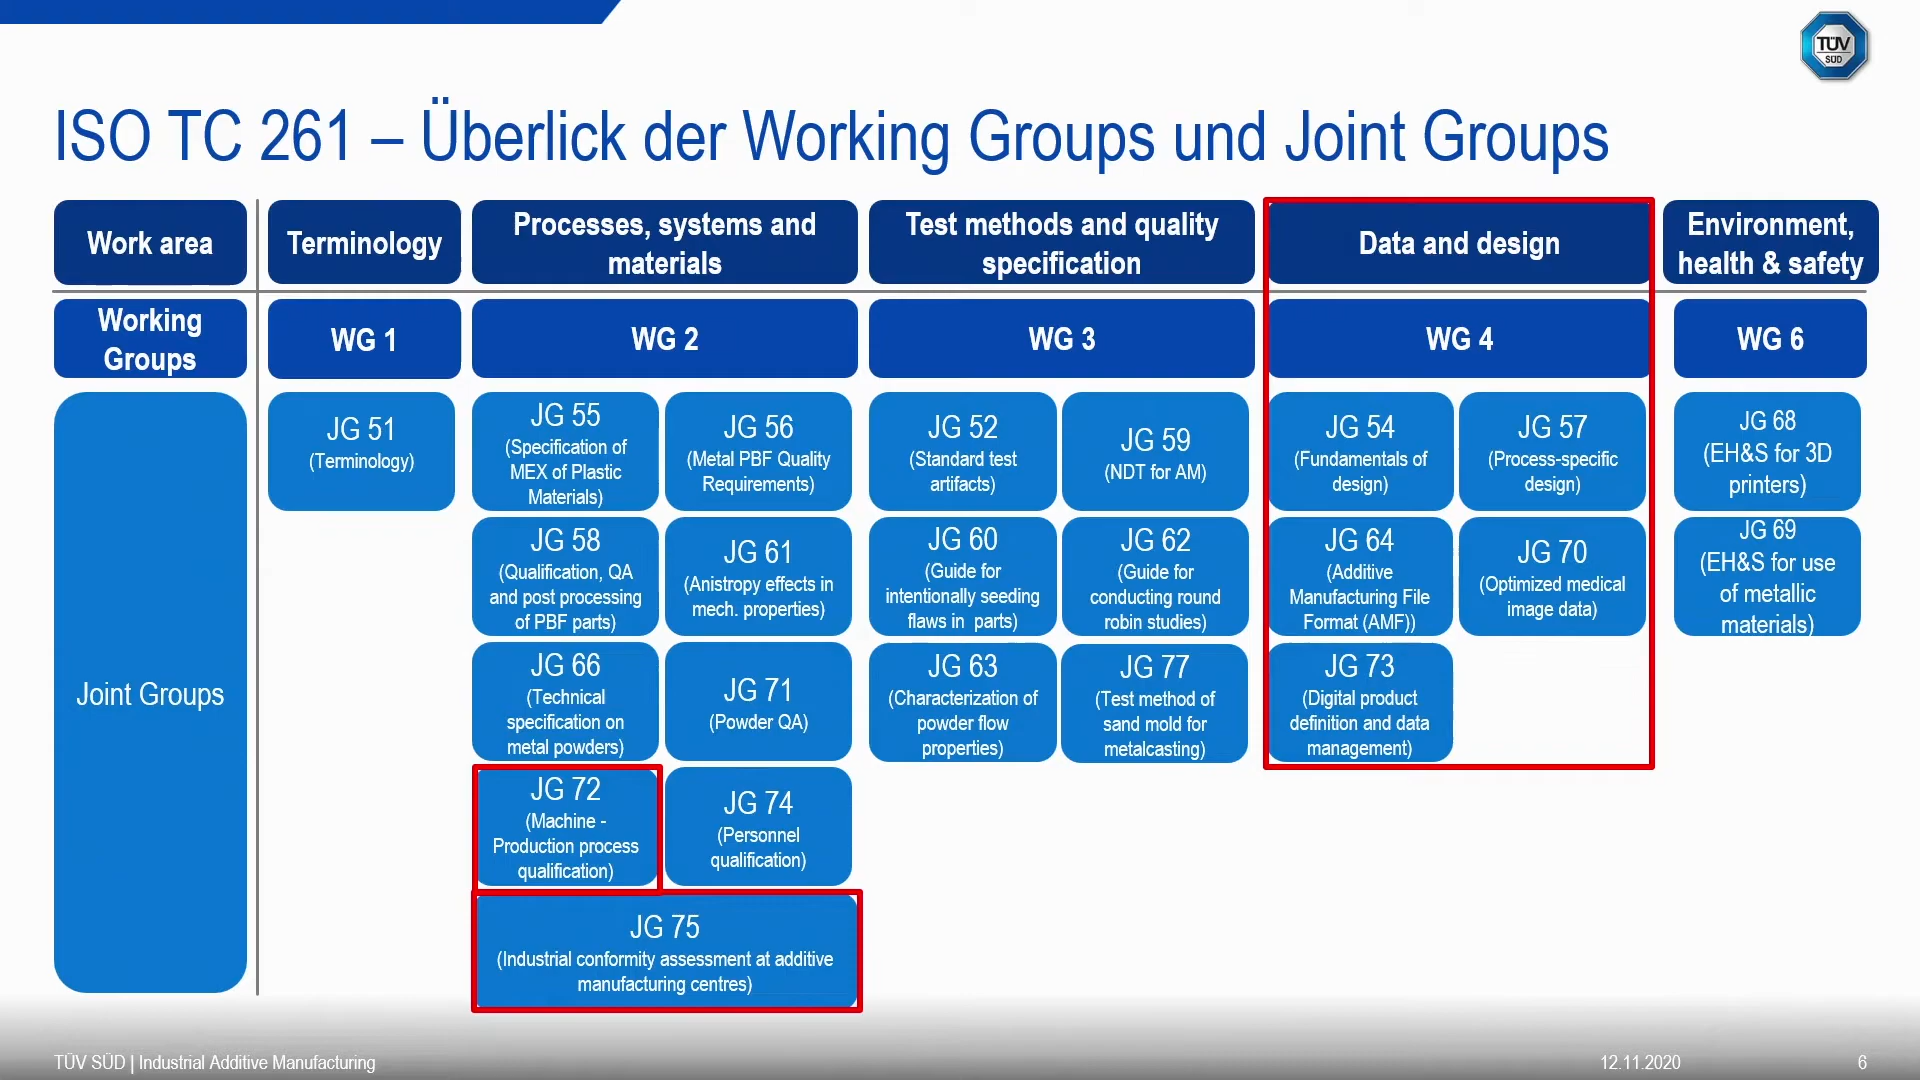 TÜV
SÜD
ISO TC 261 – Überlick der Working Groups und Joint Groups
Work area
Terminology
Processes, systems and
materials
Test methods and quality
specification
Data and design
Environment,
health & safety
Working
Groups
WG 1
WG 2
WG 3
WG 4
WG 6
Joint Groups
JG 51
(Terminology)
JG 55
(Specification of
MEX of Plastic
Materials)
JG 56
(Metal PBF Quality
Requirements)
JG 52
(Standard test
artifacts)
JG 59
(NDT for AM)
JG 54
(Fundamentals of
design)
JG 57
(Process-specific
design)
JG 68
(EH&S for 3D
printers)
JG 58
(Qualification, QA
and post processing
of PBF parts)
JG 61
(Anistropy effects in
mech. properties)
JG 60
(Guide for
intentionally seeding
flaws in parts)
JG 62
(Guide for
conducting round
robin studies)
JG 64
(Additive
Manufacturing File
Format (AMF))
JG 70
(Optimized medical
image data)
JG 69
(EH&S for use
of metallic
materials)
JG 66
(Technical
specification on
metal powders)
JG 71
(Powder QA)
JG 63
(Characterization of
powder flow
properties)
JG 77
(Test method of
sand mold for
metalcasting)
JG 73
(Digital product
definition and data
management)
JG 72
(Machine -
Production process
qualification)
JG 74
(Personnel
qualification)
JG 75
(Industrial conformity assessment at additive
manufacturing centres)
TÜV SÜD | Industrial Additive Manufacturing
12.11.2020
6